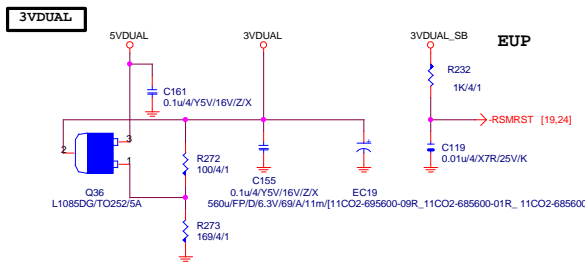 3VDUAL
5VDUAL
3VDUAL
3VDUAL_SB
EUP
R232
1K/4/1
C161
0.1u/4/Y5V/16V/Z/X
-RSMRST [19,24]
3
2
1
R272
100/4/1
C119
0.01u/4/X7R/25V/K
Q36
L1085DG/TO252/5A
C155
0.1u/4/Y5V/16V/Z/X
EC19
560u/FP/D/6.3V/69/A/11m/[11CO2-695600-09R_11CO2-685600-01R_ 11CO2-685600
R273
169/4/1